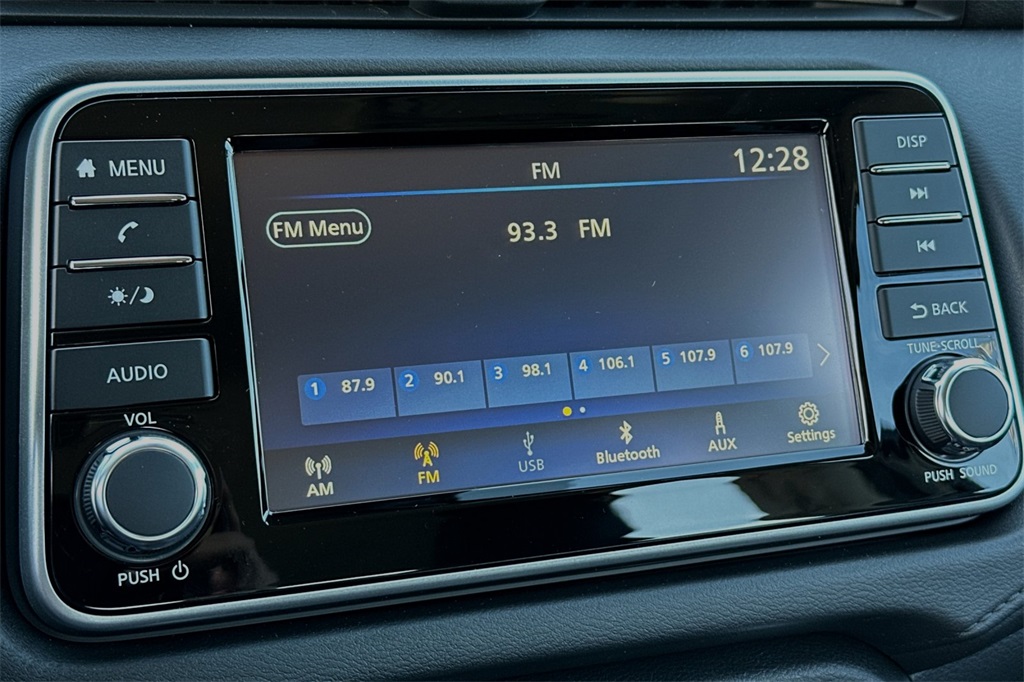 MENU
AUDIO
VOL
PUSH
FM
12:28
FM Menu
93.3 FM
1 87.9
2 90.1
3 98.1
4 106.1
5 107.9
6 107.9
AM
FM
USB
Bluetooth
AUX
Settings
DISP
BACK
TUNE·SCROLL
PUSH SOUND